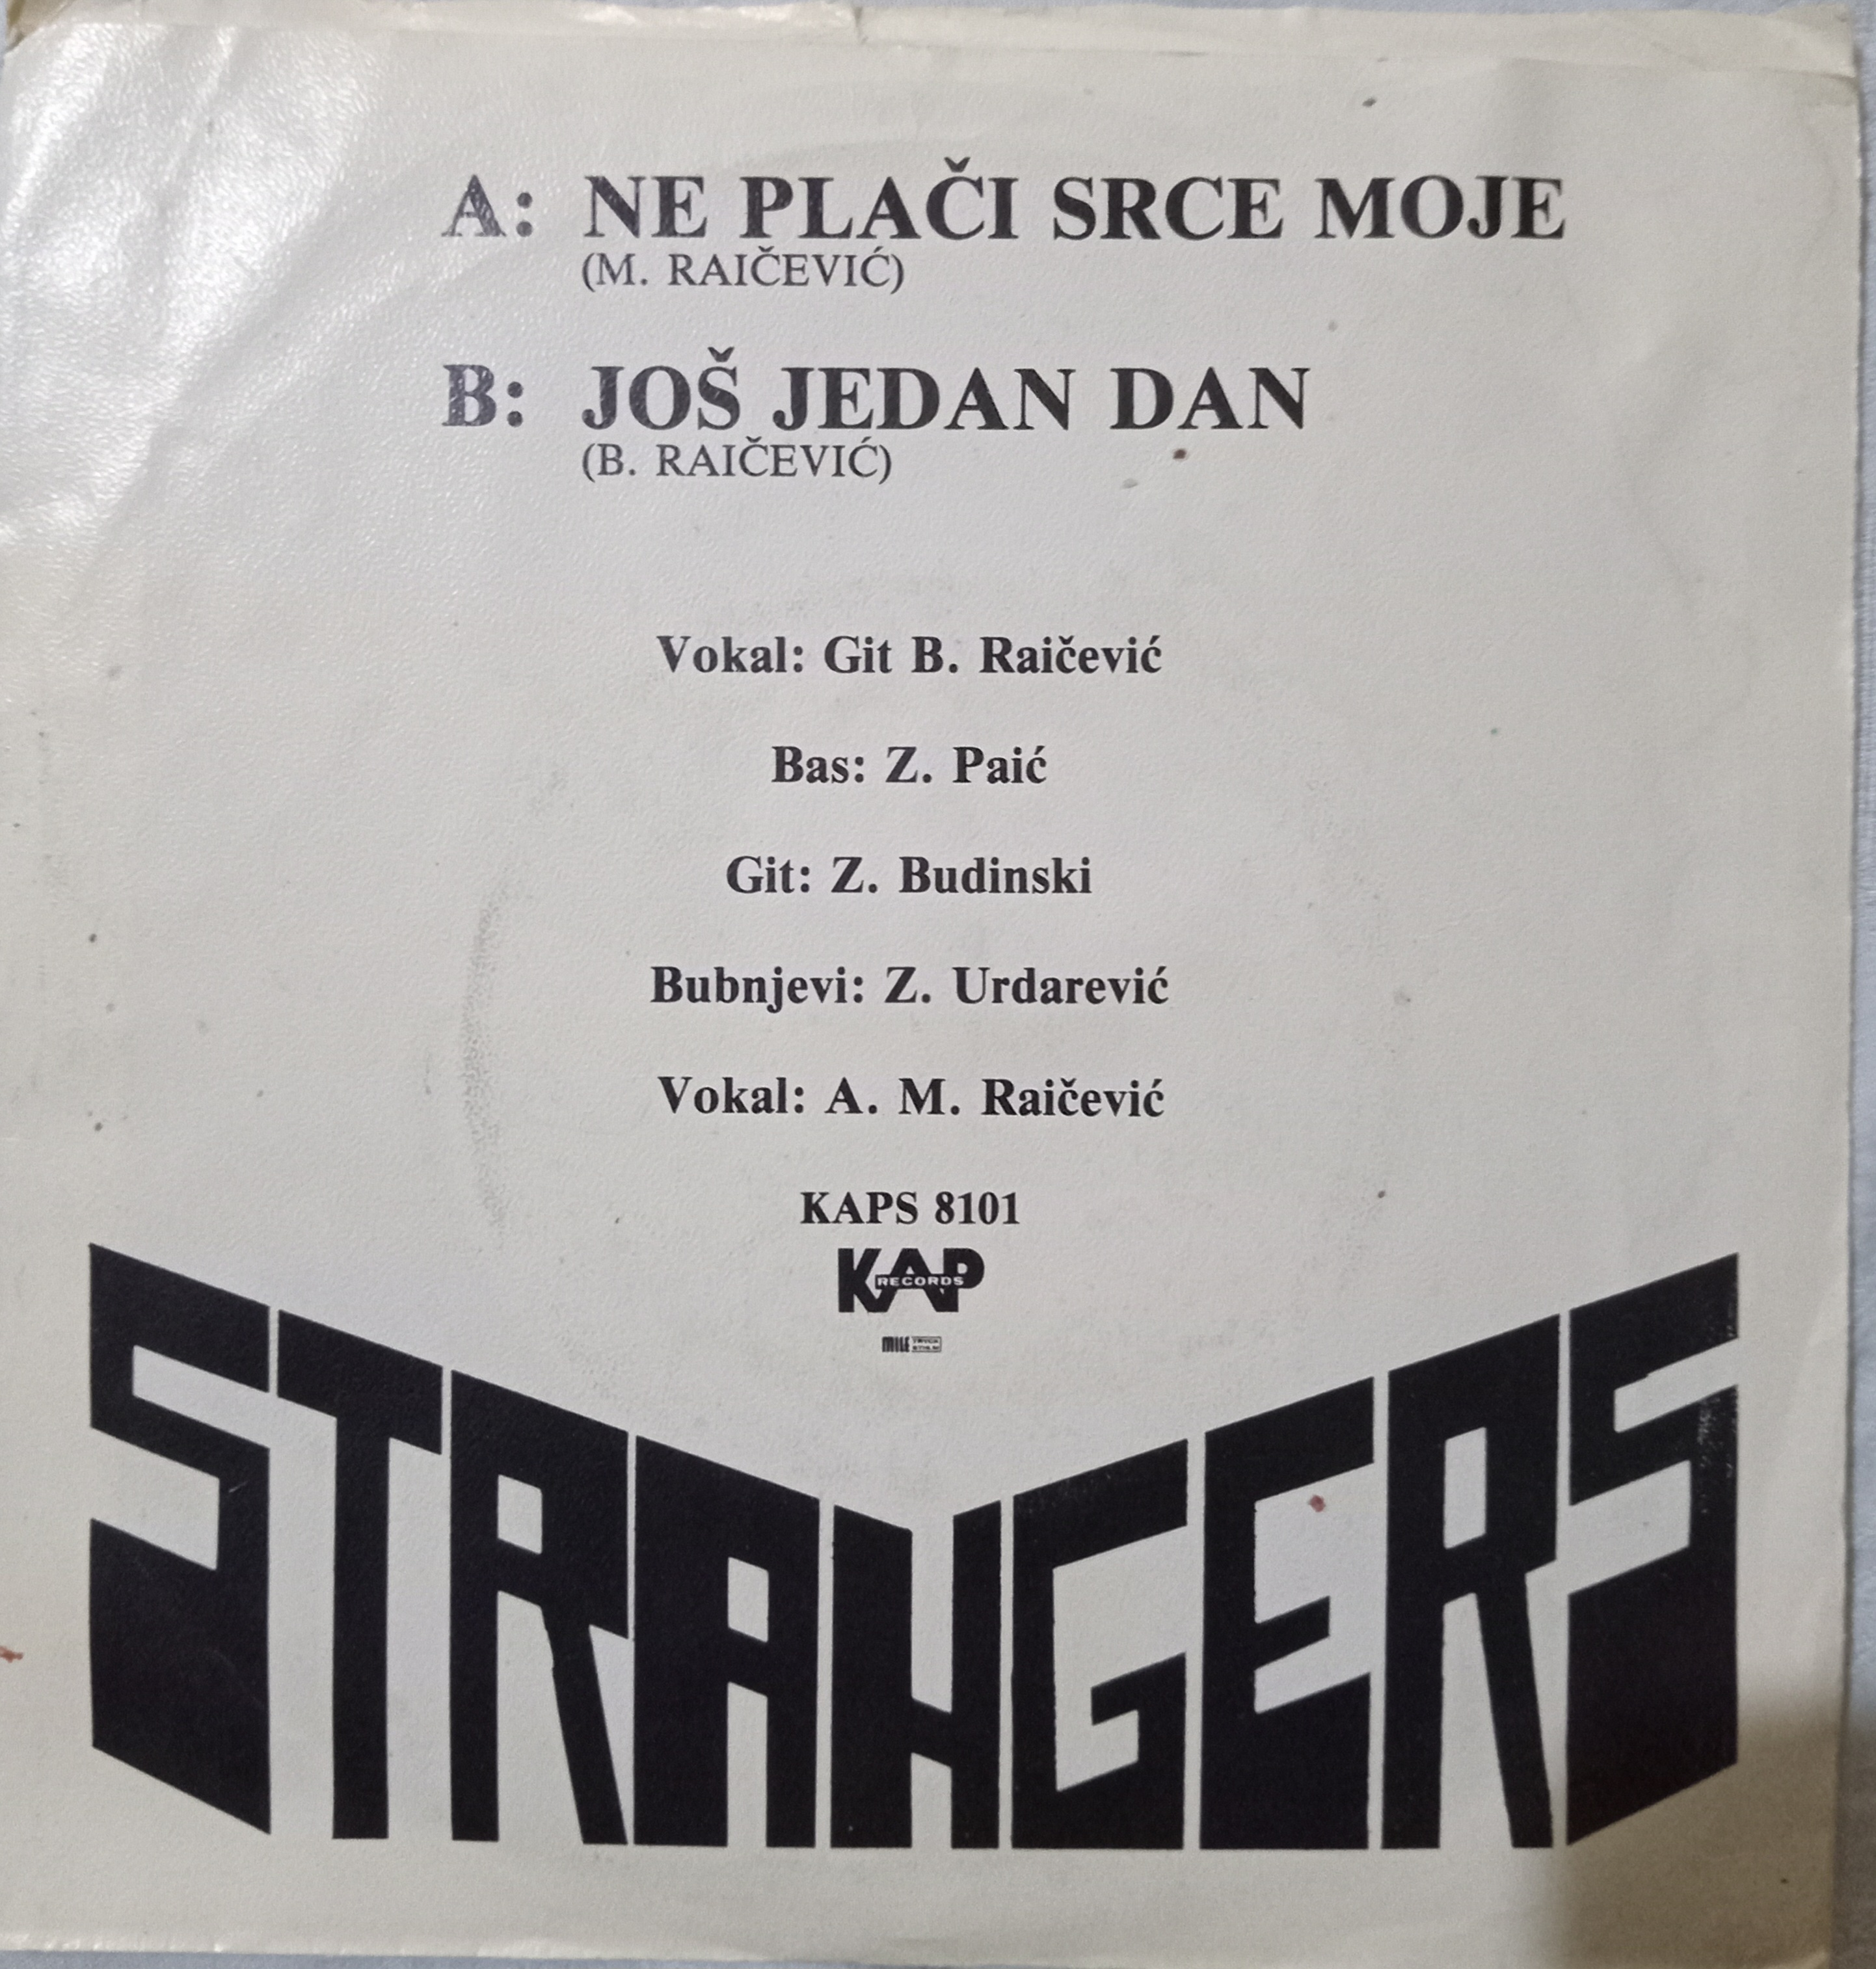 A: NE PLAČI SRCE MOJE
(M. RAIČEVIĆ)
B: JOŠ JEDAN DAN
(B. RAIČEVIĆ)
Vokal: Git B. Raičević
Bas: Z. Paić
Git: Z. Budinski
Bubnjevi: Z. Urdarević
Vokal: A. M. Raičević
KAPS 8101
KAP
RECORDS
MILE
STRANGERS